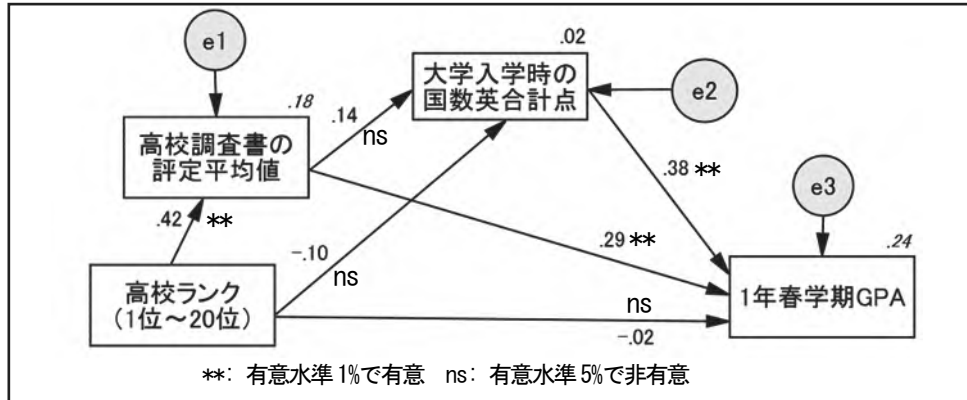 e1
.02
大学入学時の
国数英合計点
e2
.18
.14
ns
高校調査書の
評定平均値
.38 **
e3
.42 **
-.10
.29 **
.24
ns
高校ランク
(1位～20位)
ns
1年春学期GPA
-.02
**: 有意水準1%で有意 ns: 有意水準5%で非有意